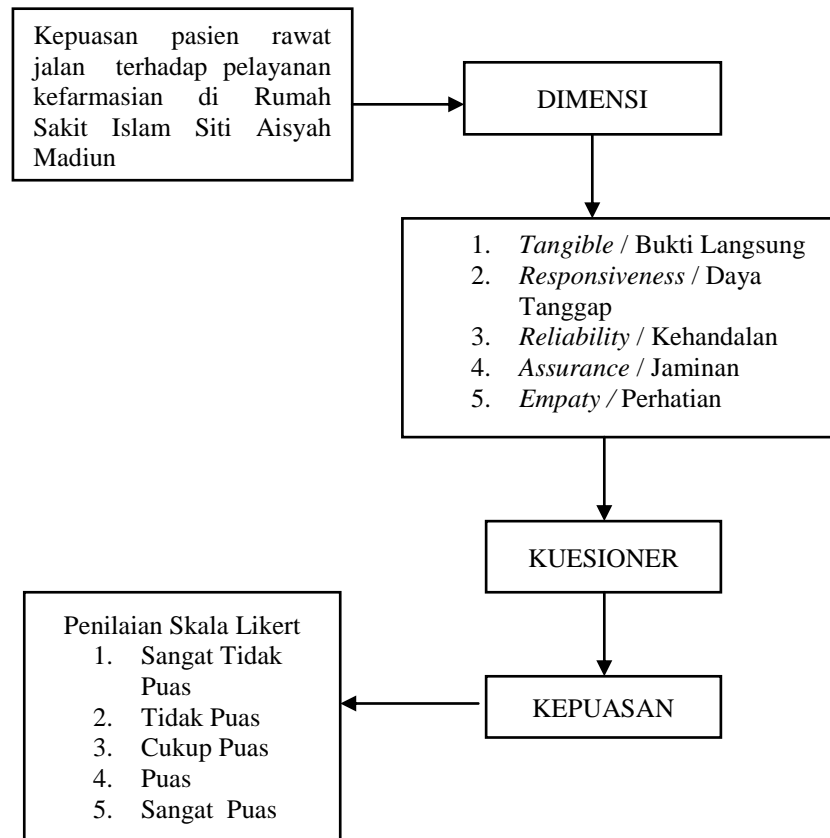 Kepuasan pasien rawat
jalan terhadap pelayanan
kefarmasian di Rumah
Sakit Islam Siti Aisyah
Madiun
DIMENSI
1. Tangible / Bukti Langsung
2. Responsiveness / Daya
Tanggap
3. Reliability / Kehandalan
4. Assurance / Jaminan
5. Empaty / Perhatian
KUESIONER
KEPUASAN
Penilaian Skala Likert
1. Sangat Tidak
Puas
2. Tidak Puas
3. Cukup Puas
4. Puas
5. Sangat Puas